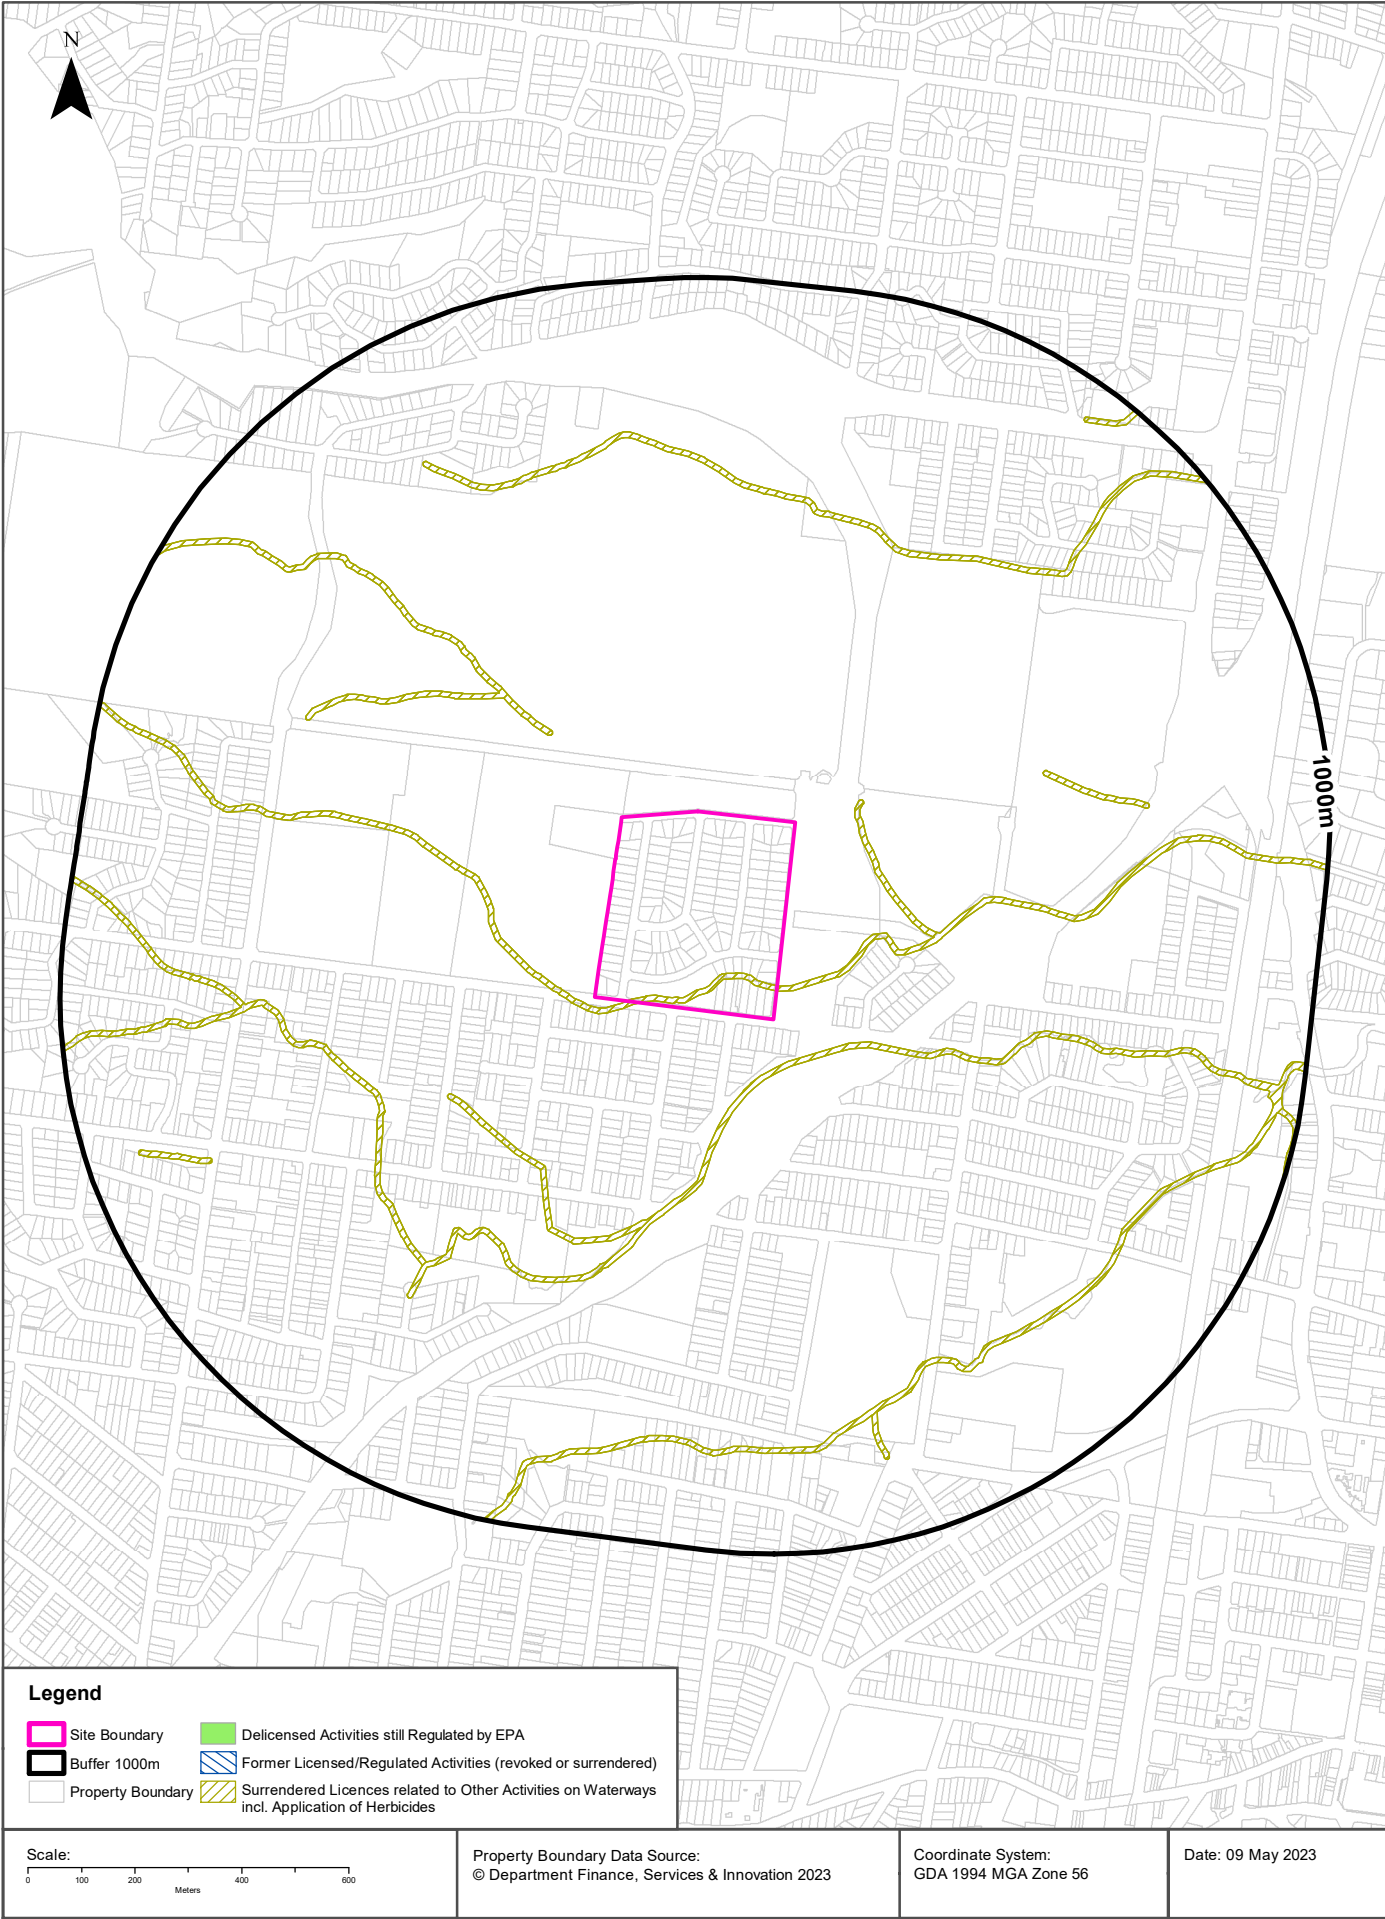 N
1000m
Legend
Site Boundary
Delicensed Activities still Regulated by EPA
Buffer 1000m
Former Licensed/Regulated Activities (revoked or surrendered)
Property Boundary
Surrendered Licences related to Other Activities on Waterways
incl. Application of Herbicides
Scale:
0 100 200 400 600
Meters
Property Boundary Data Source:
© Department Finance, Services & Innovation 2023
Coordinate System:
GDA 1994 MGA Zone 56
Date: 09 May 2023